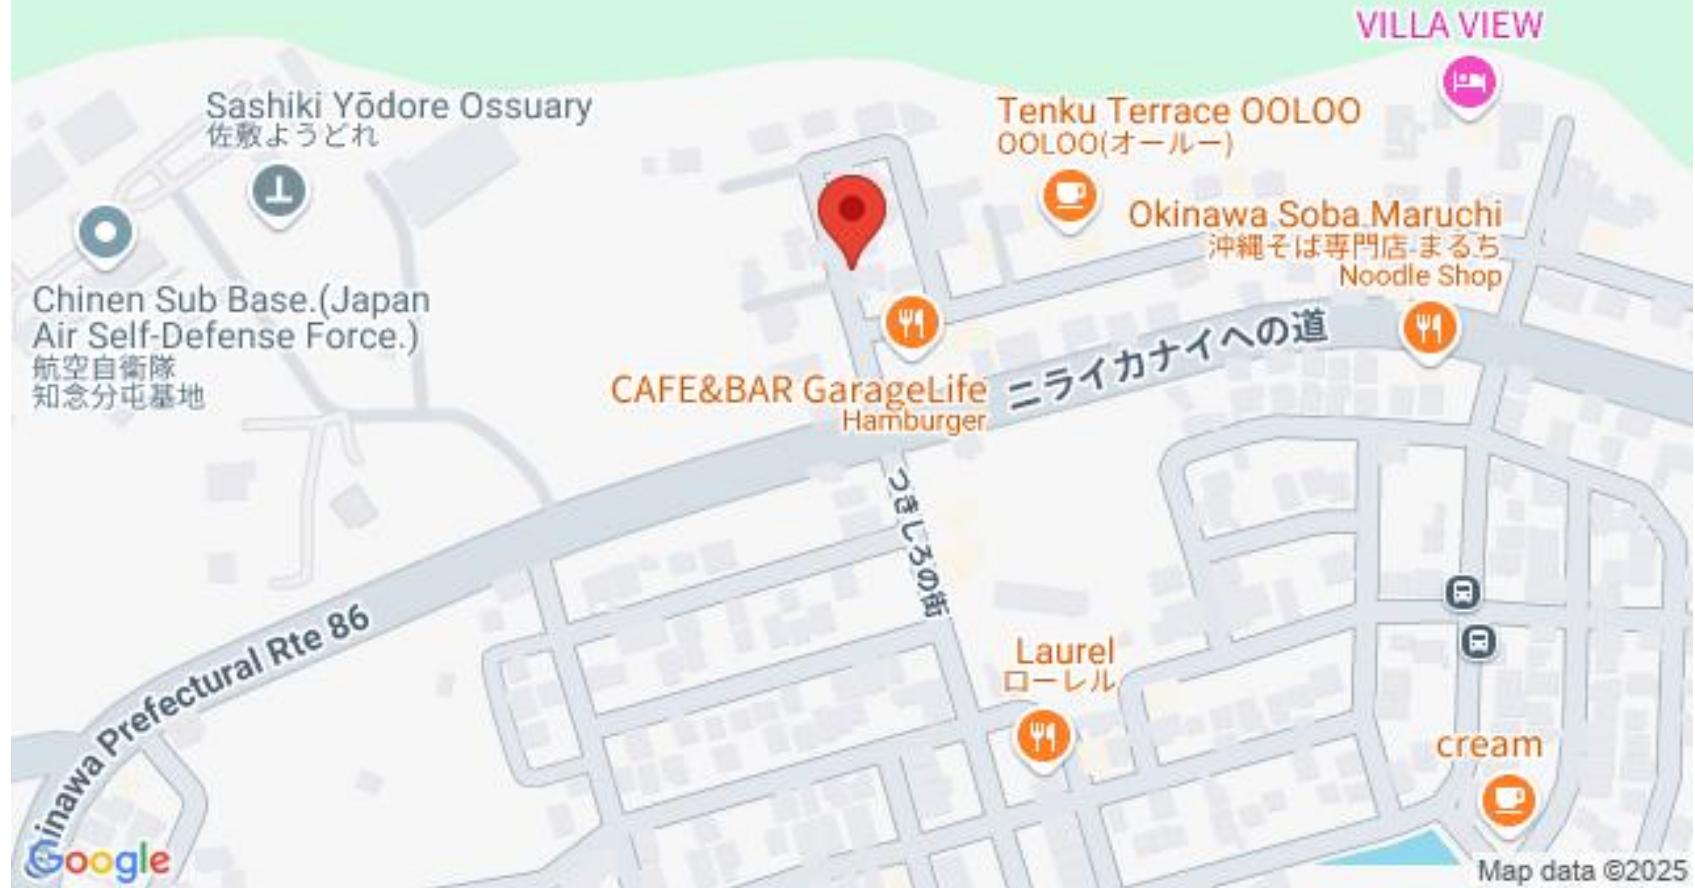 VILLA VIEW
Sashiki Yōdore Ossuary
佐敷ようどれ
Tenku Terrace OOLOO
OOLOO(オールー)
Okinawa Soba Maruchi
沖縄そば専門店 まるち
Noodle Shop
Chinen Sub Base.(Japan
Air Self-Defense Force.)
航空自衛隊
知念分屯基地
CAFE&BAR GarageLife
Hamburger
ニライカナイへの道
つきしろの街
Okinawa Prefectural Rte 86
Laurel
ローレル
cream
Google
Map data ©2025